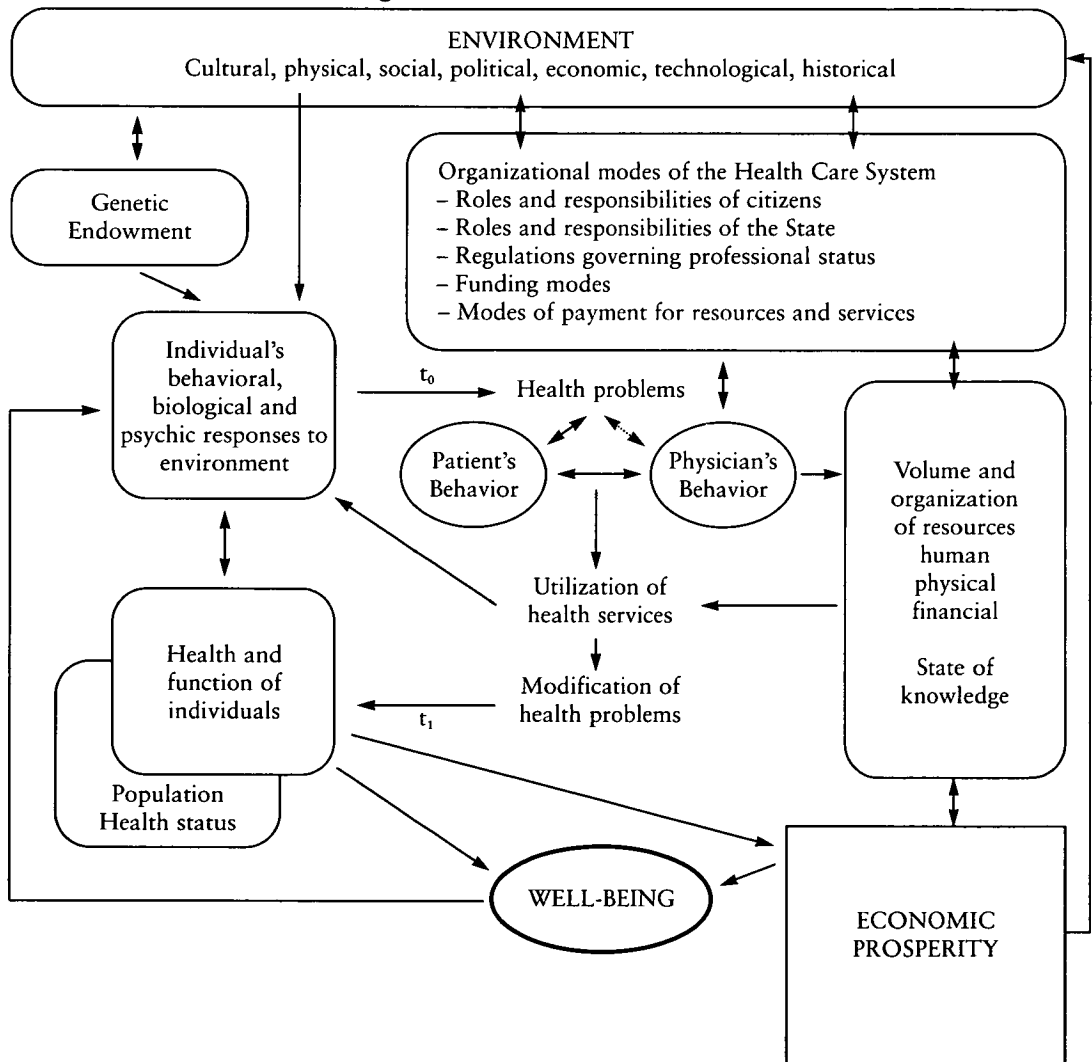 ENVIRONMENT
Cultural, physical, social, political, economic, technological, historical
Genetic
Endowment
Organizational modes of the Health Care System
– Roles and responsibilities of citizens
– Roles and responsibilities of the State
– Regulations governing professional status
– Funding modes
– Modes of payment for resources and services
Individual's
behavioral,
biological and
psychic responses to
environment
t₀
Health problems
Patient's
Behavior
Physician's
Behavior
Volume and
organization
of resources
human
physical
financial
State of
knowledge
Utilization of
health services
Modification of
health problems
t₁
Health and
function of
individuals
Population
Health status
WELL-BEING
ECONOMIC
PROSPERITY